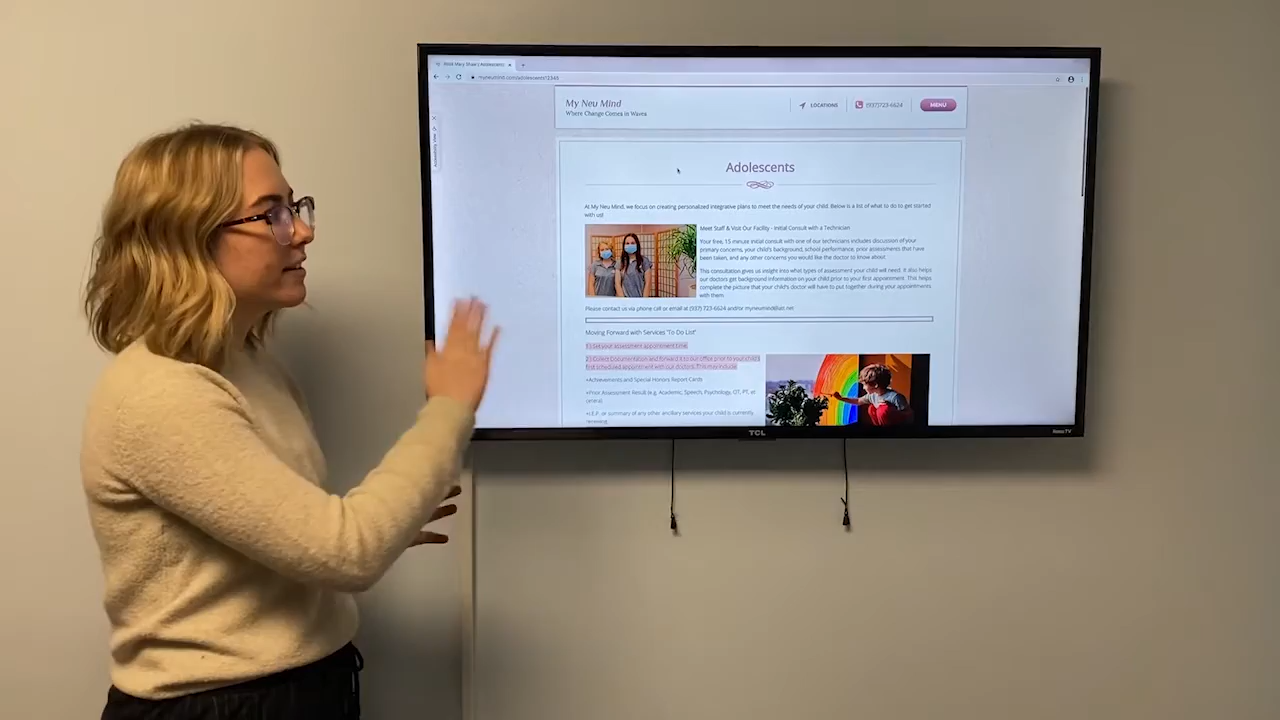 Mary Shaw | Adolescents
myneumind.com/adolescents12345
My Neu Mind
Where Change Comes in Waves
LOCATIONS
(937)723-6624
MENU
Accessibility View
Adolescents
At My Neu Mind, we focus on creating personalized integrative plans to meet the needs of your child. Below is a list of what to do to get started
with us!
Meet Staff & Visit Our Facility - Initial Consult with a Technician
Your free, 15 minute initial consult with one of our technicians includes discussion of your
primary concerns, your child's background, school performance, prior assessments that have
been taken, and any other concerns you would like the doctor to know about.
This consultation gives us insight into what types of assessment your child will need. It also helps
our doctors get background information on your child prior to your first appointment. This helps
complete the picture that your child's doctor will have to put together during your appointments
with them.
Please contact us via phone call or email at (937) 723-6624 and/or
Moving Forward with Services "To Do List"
1) Set your assessment appointment time.
2) Collect Documentation and forward it to our office prior to your child's
first scheduled appointment with our doctors. This may include:
+Achievements and Special Honors Report Cards
+Prior Assessment Result (e.g. Academic, Speech, Psychology, OT, PT, et
cetera)
+I.E.P. or summary of any other ancillary services your child is currently
receiving
TCL
Roku TV